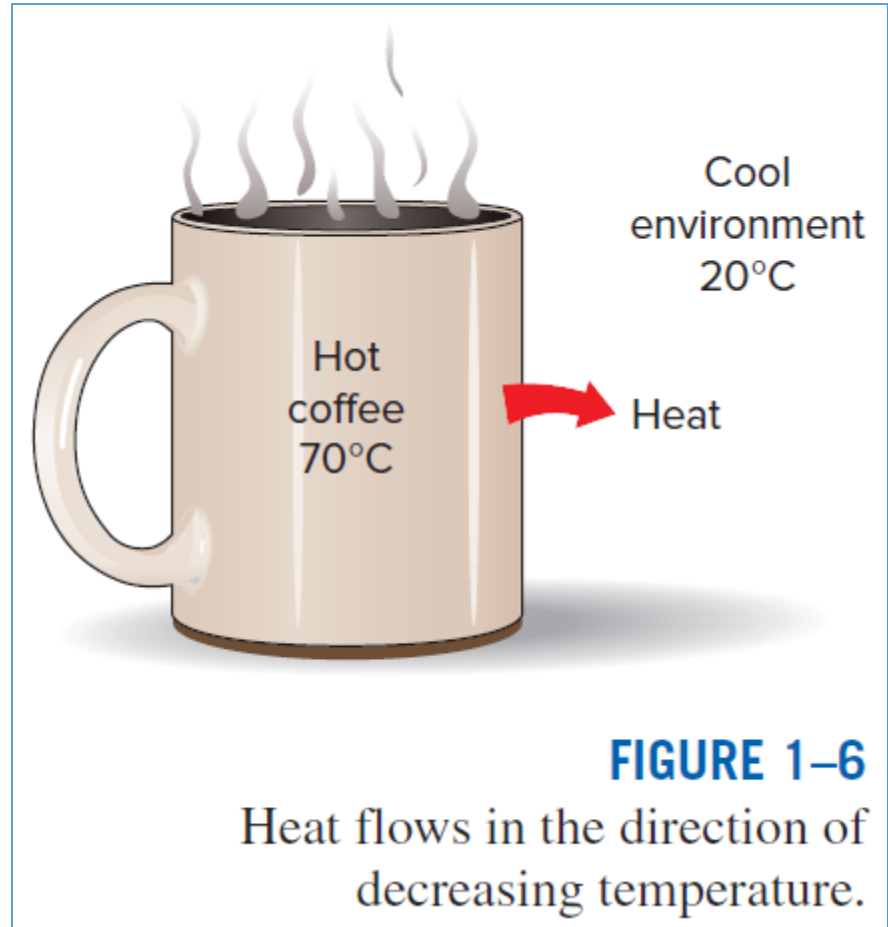 Cool
environment
20°C
Hot
coffee
70°C
Heat
FIGURE 1–6
Heat flows in the direction of
decreasing temperature.